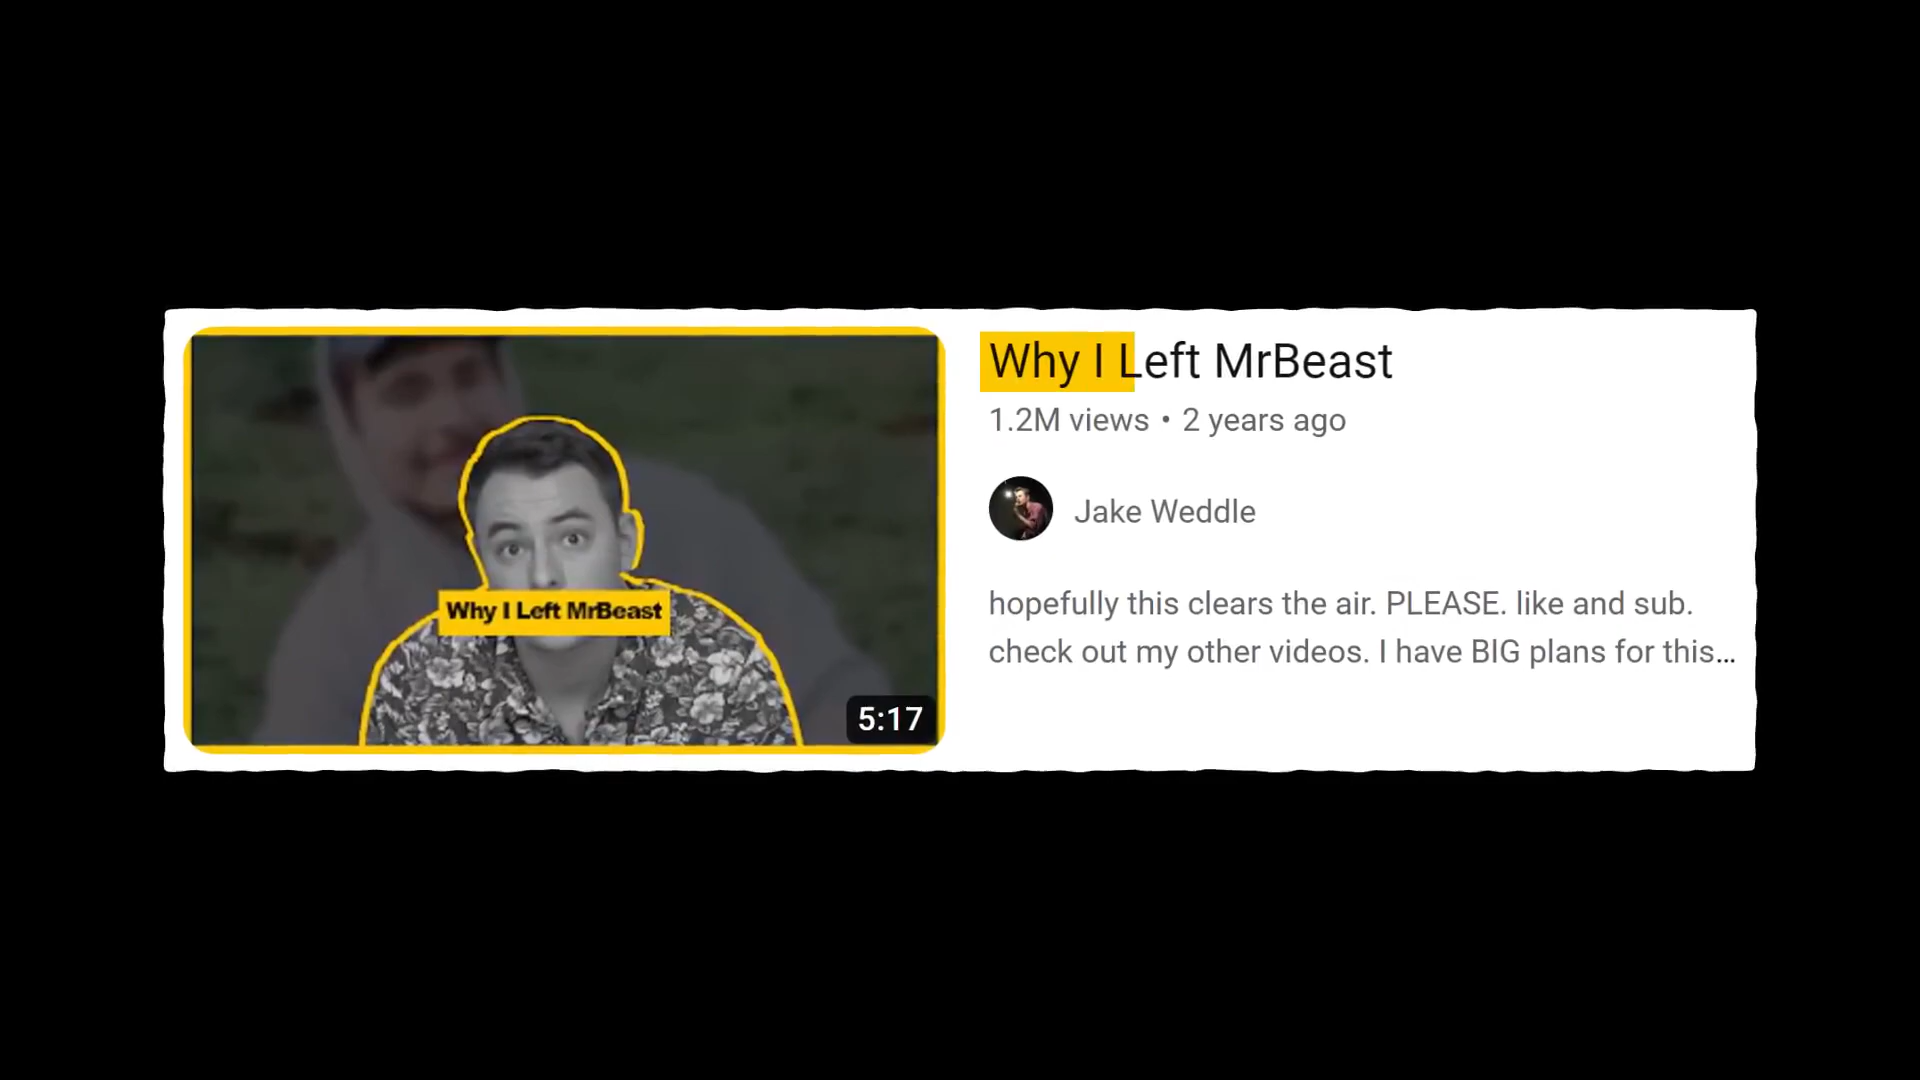 Why I Left MrBeast
5:17
Why I Left MrBeast
1.2M views • 2 years ago
Jake Weddle
hopefully this clears the air. PLEASE. like and sub.
check out my other videos. I have BIG plans for this...